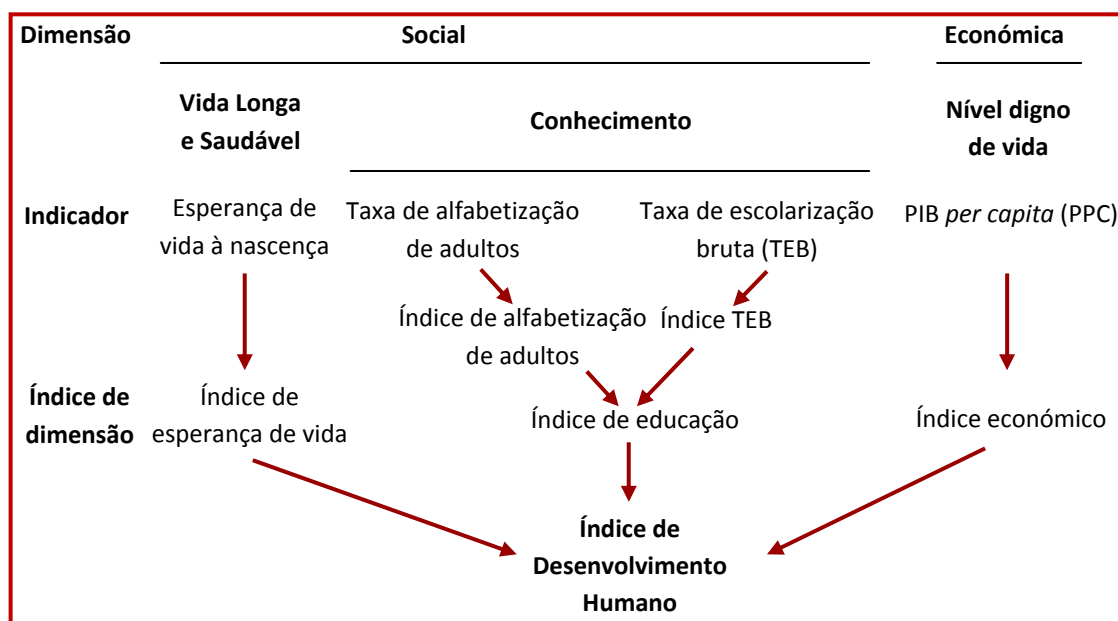 Dimensão
Social
Económica
Vida Longa
e Saudável
Conhecimento
Nível digno
de vida
Indicador
Esperança de
vida à nascença
Taxa de alfabetização
de adultos
Taxa de escolarização
bruta (TEB)
PIB per capita (PPC)
Índice de alfabetização
de adultos
Índice TEB
Índice de
dimensão
Índice de
esperança de vida
Índice de educação
Índice económico
Índice de
Desenvolvimento
Humano